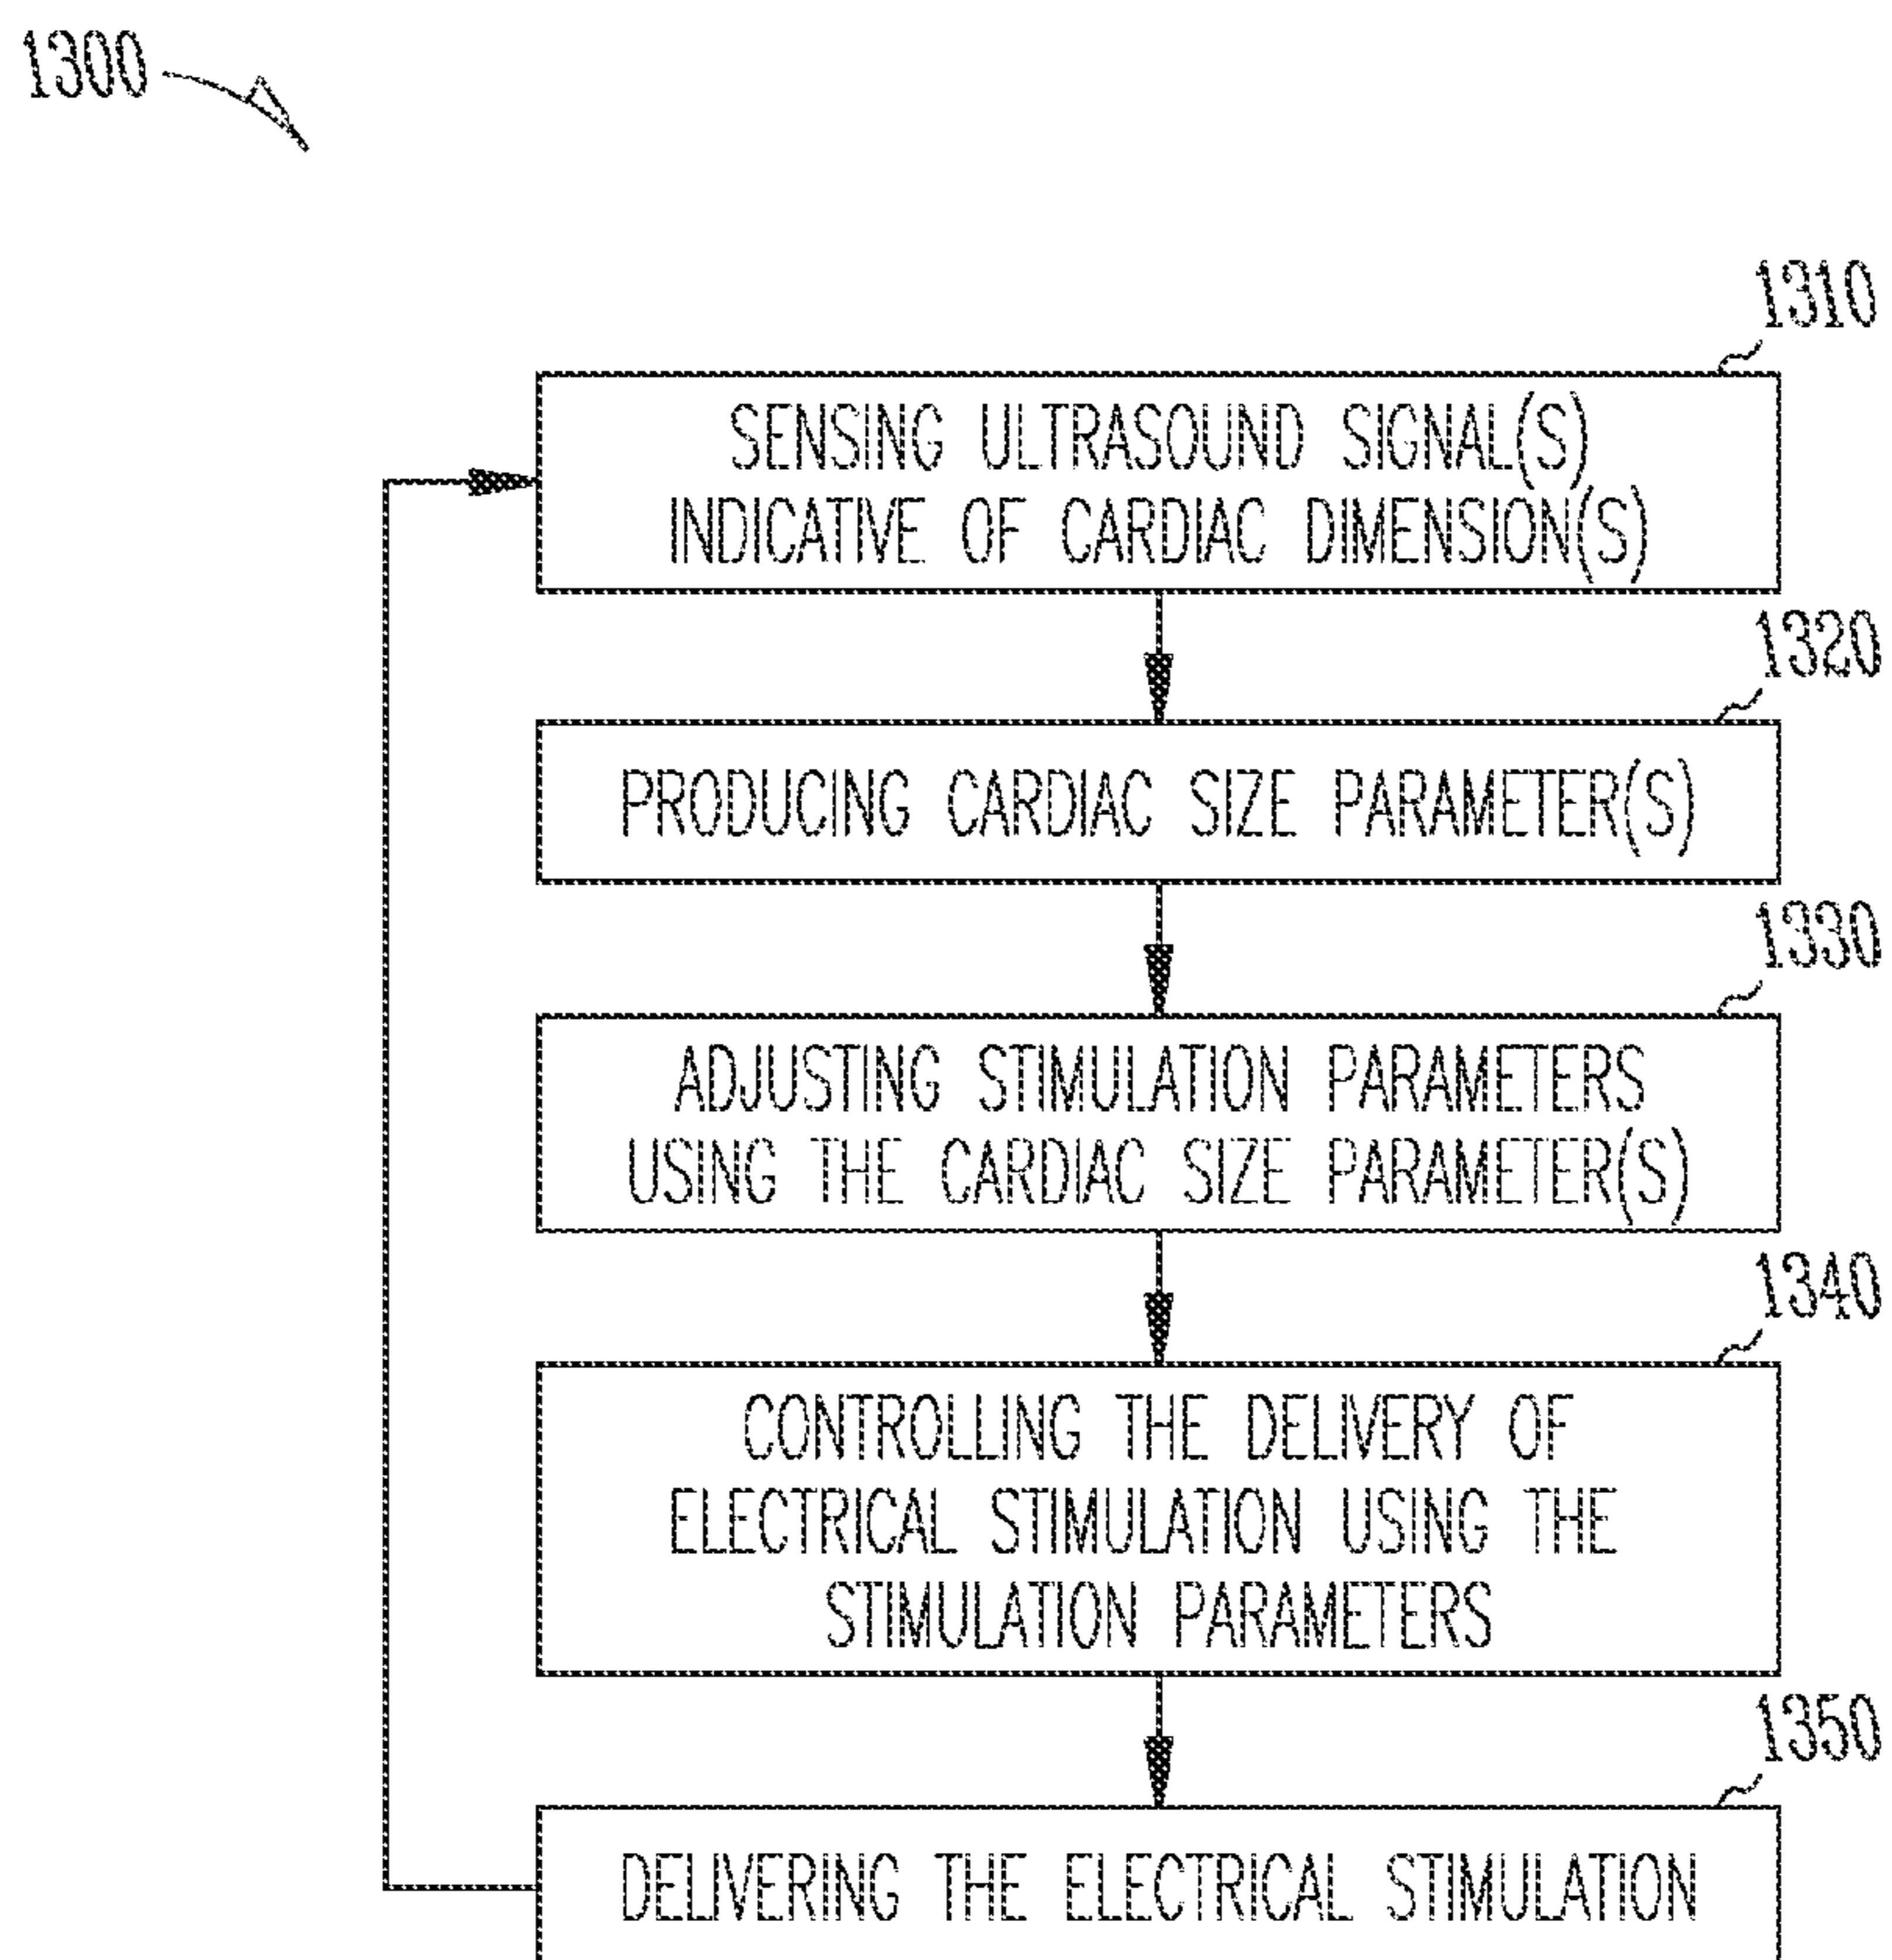 1300
1310
SENSING ULTRASOUND SIGNAL(S)
INDICATIVE OF CARDIAC DIMENSION(S)
1320
PRODUCING CARDIAC SIZE PARAMETER(S)
1330
ADJUSTING STIMULATION PARAMETERS
USING THE CARDIAC SIZE PARAMETER(S)
1340
CONTROLLING THE DELIVERY OF
ELECTRICAL STIMULATION USING THE
STIMULATION PARAMETERS
1350
DELIVERING THE ELECTRICAL STIMULATION